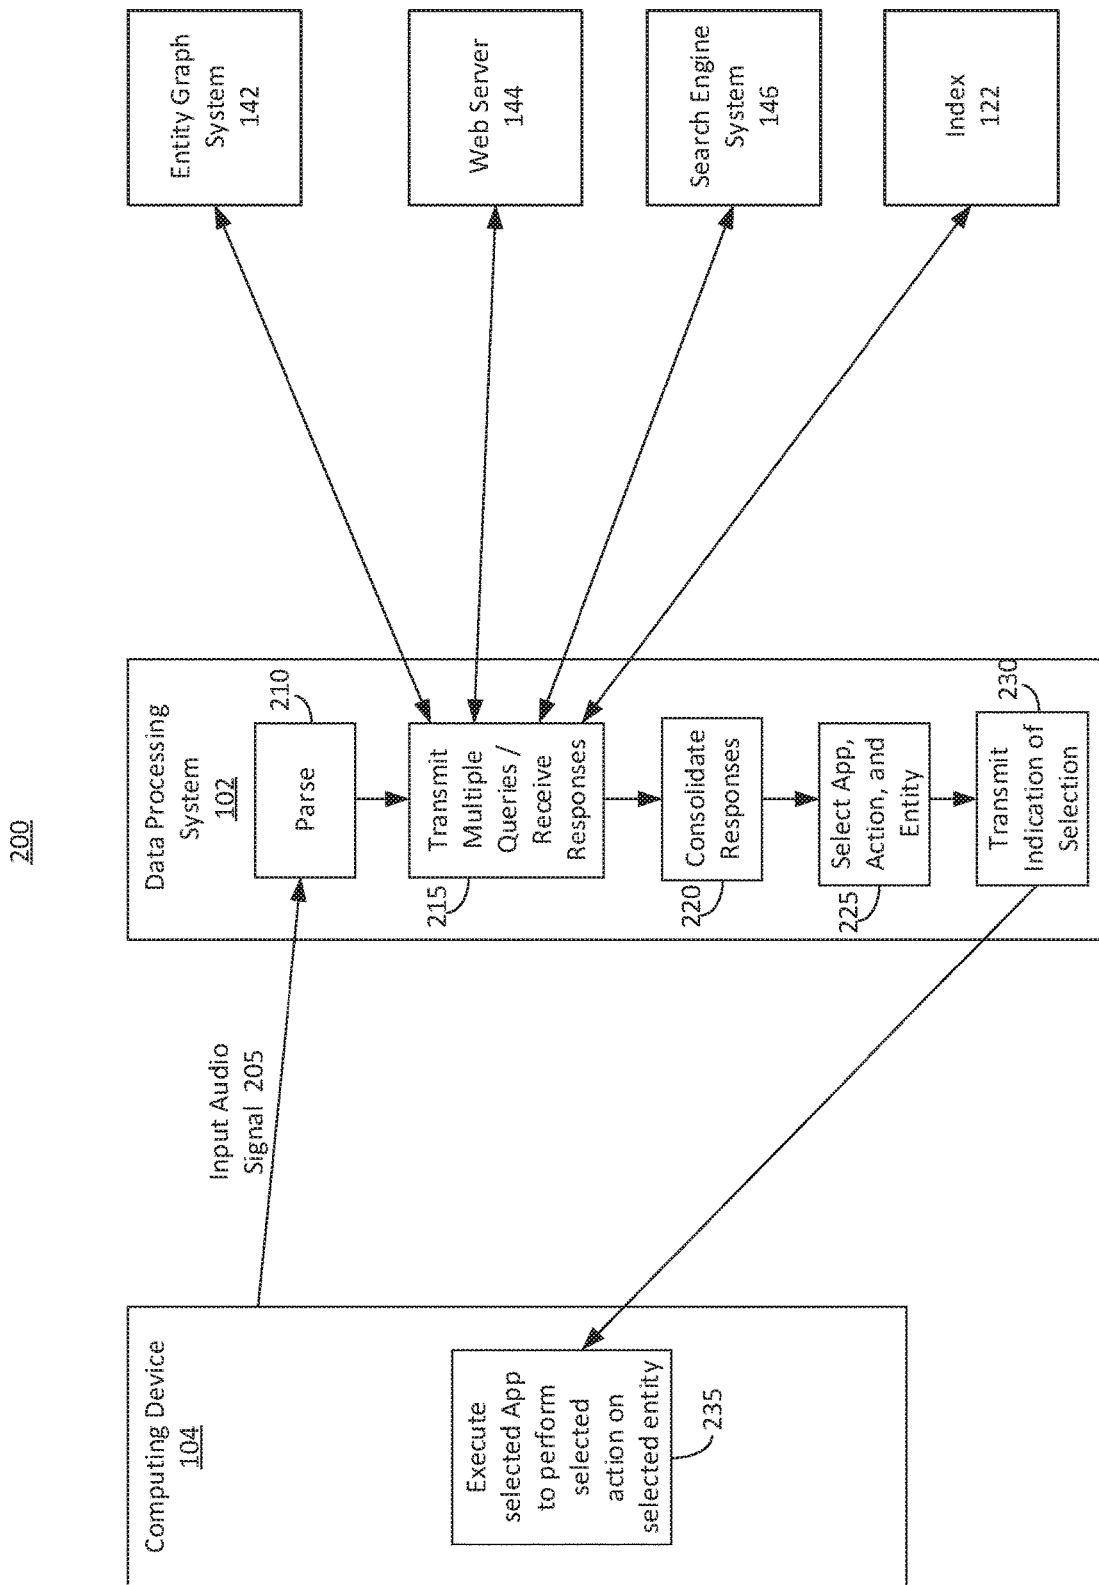 200
Computing Device
104
Execute
selected App
to perform
selected
action on
selected entity
235
Input Audio
Signal 205
Data Processing
System
102
210
Parse
Transmit
Multiple
Queries /
Receive
Responses
215
Consolidate
Responses
220
Select App,
Action, and
Entity
225
230
Transmit
Indication of
Selection
Entity Graph
System
142
Web Server
144
Search Engine
System
146
Index
122